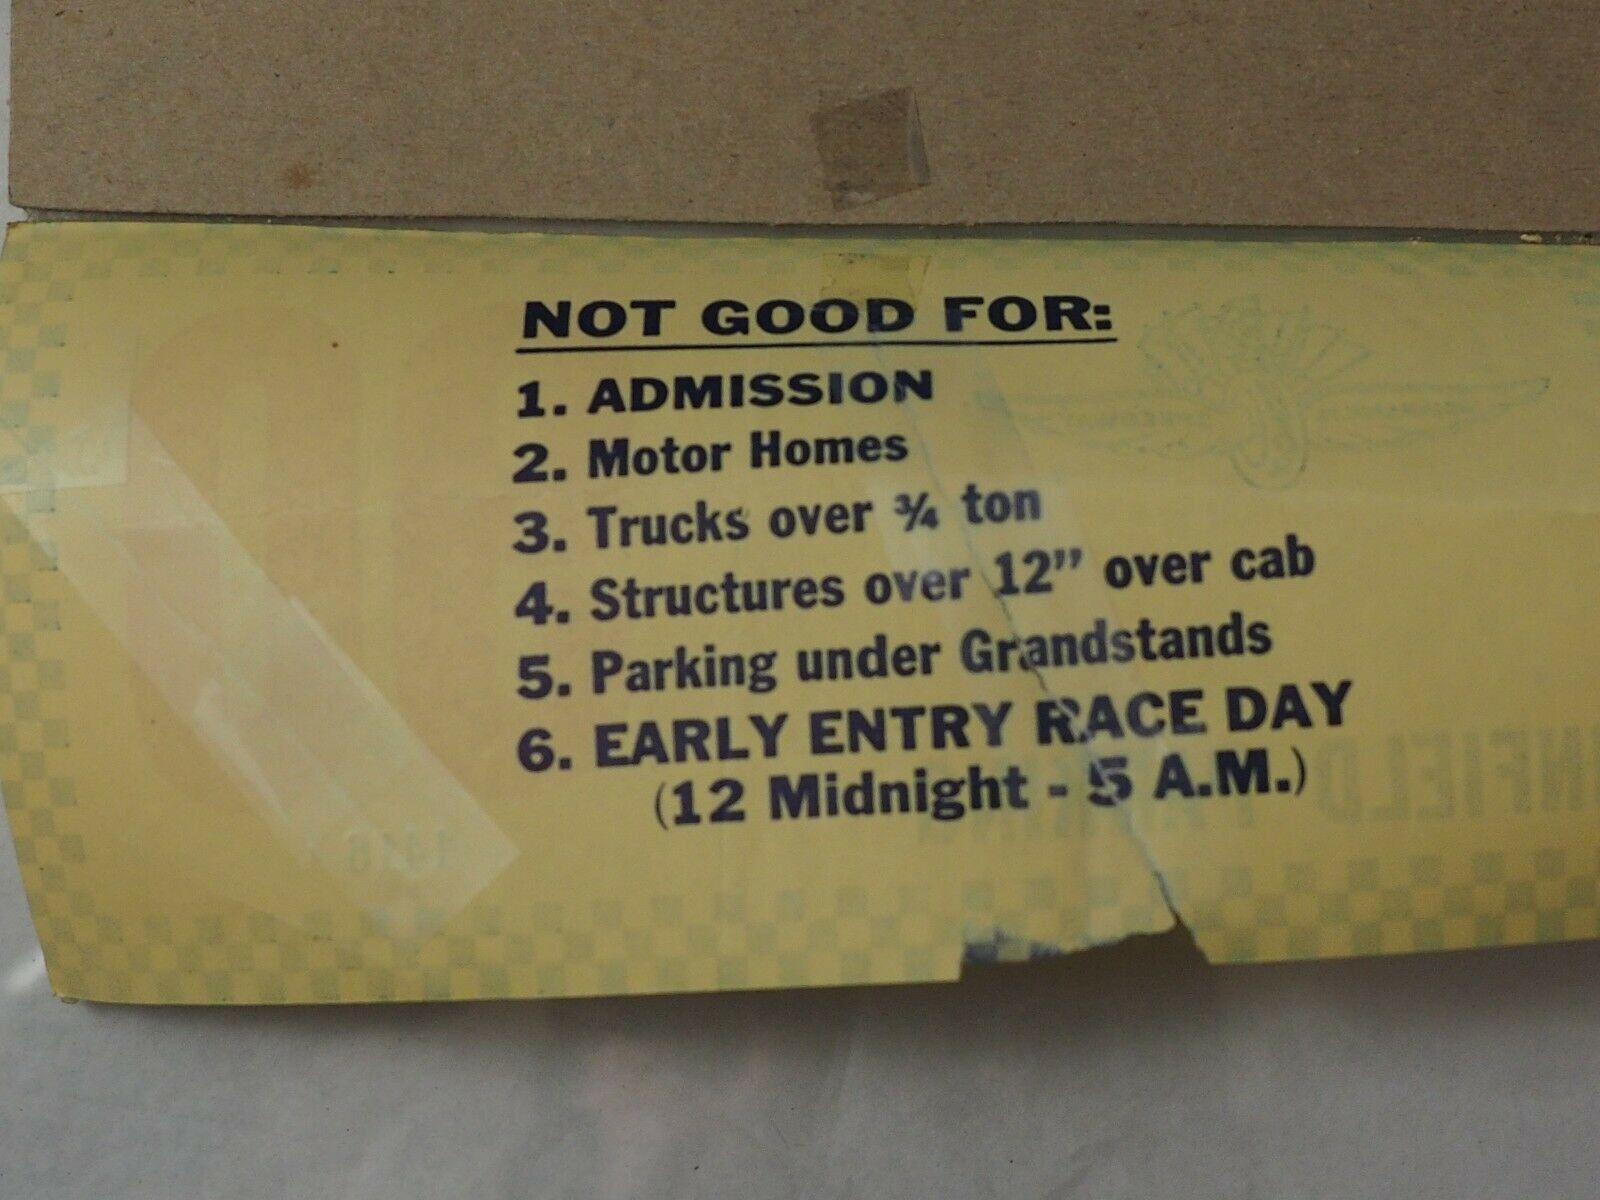 NOT GOOD FOR:
1. ADMISSION
2. Motor Homes
3. Trucks over ¾ ton
4. Structures over 12” over cab
5. Parking under Grandstands
6. EARLY ENTRY RACE DAY
(12 Midnight - 5 A.M.)